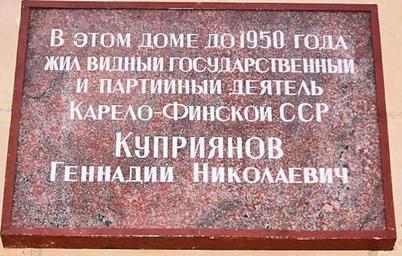 В ЭТОМ ДОМЕ ДО 1950 ГОДА
ЖИЛ ВИДНЫЙ ГОСУДАРСТВЕННЫЙ
И ПАРТИЙНЫЙ ДЕЯТЕЛЬ
КАРЕЛО-ФИНСКОЙ ССР
КУПРИЯНОВ
ГЕННАДИЙ НИКОЛАЕВИЧ